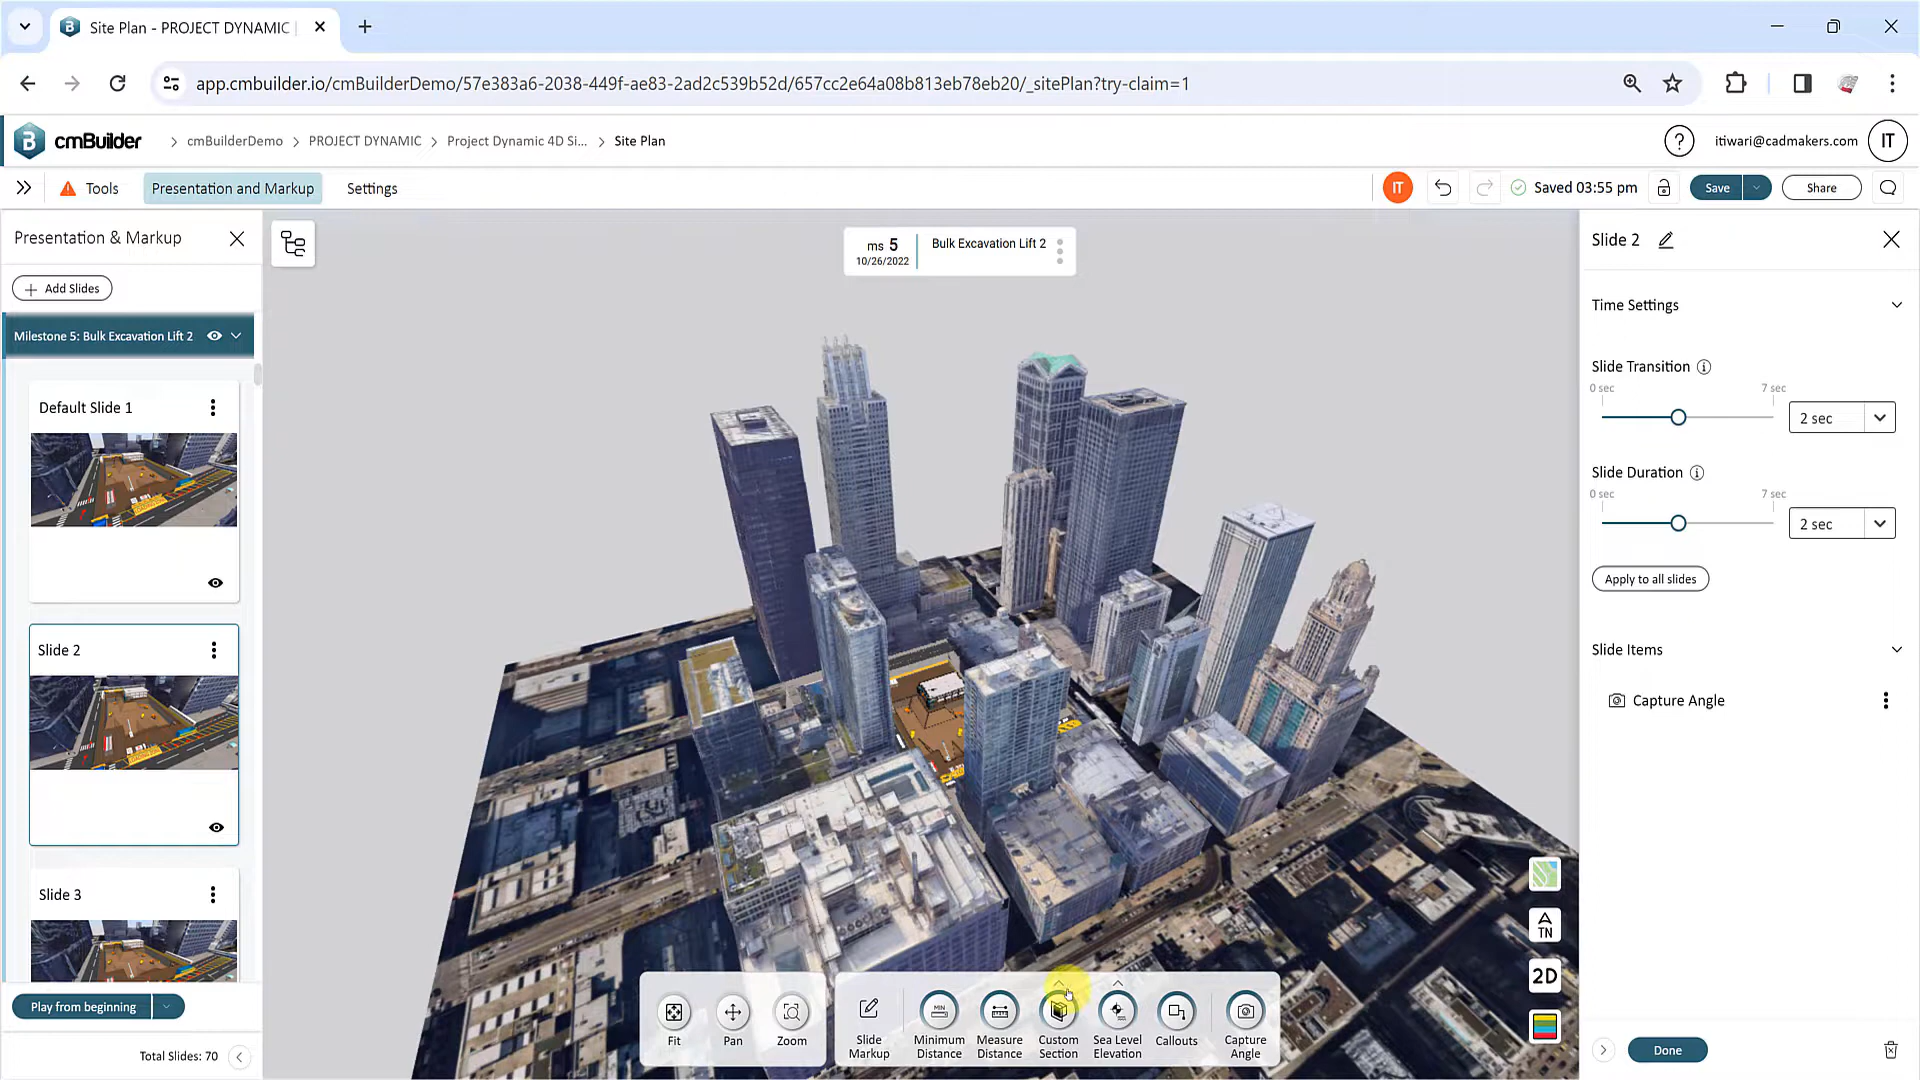 Site Plan - PROJECT DYNAMIC
app.cmbuilder.io/cmBuilderDemo/57e383a6-2038-449f-ae83-2ad2c539b52d/657cc2e64a08b813eb78eb20/_sitePlan?try-claim=1
B cmBuilder
cmBuilderDemo
PROJECT DYNAMIC
Project Dynamic 4D Si...
Site Plan
?
itiwari@cadmakers.com
IT
Tools
Presentation and Markup
Settings
IT
Saved 03:55 pm
Save
Share
Presentation & Markup
Add Slides
Milestone 5: Bulk Excavation Lift 2
Default Slide 1
Slide 2
Slide 3
Play from beginning
Total Slides: 70
ms 5
10/26/2022
Bulk Excavation Lift 2
TN
2D
Fit
Pan
Zoom
Slide
Markup
MIN
Minimum
Distance
Measure
Distance
Custom
Section
Sea Level
Elevation
Callouts
Capture
Angle
Slide 2
Time Settings
Slide Transition
0 sec
7 sec
2 sec
Slide Duration
0 sec
7 sec
2 sec
Apply to all slides
Slide Items
Capture Angle
Done